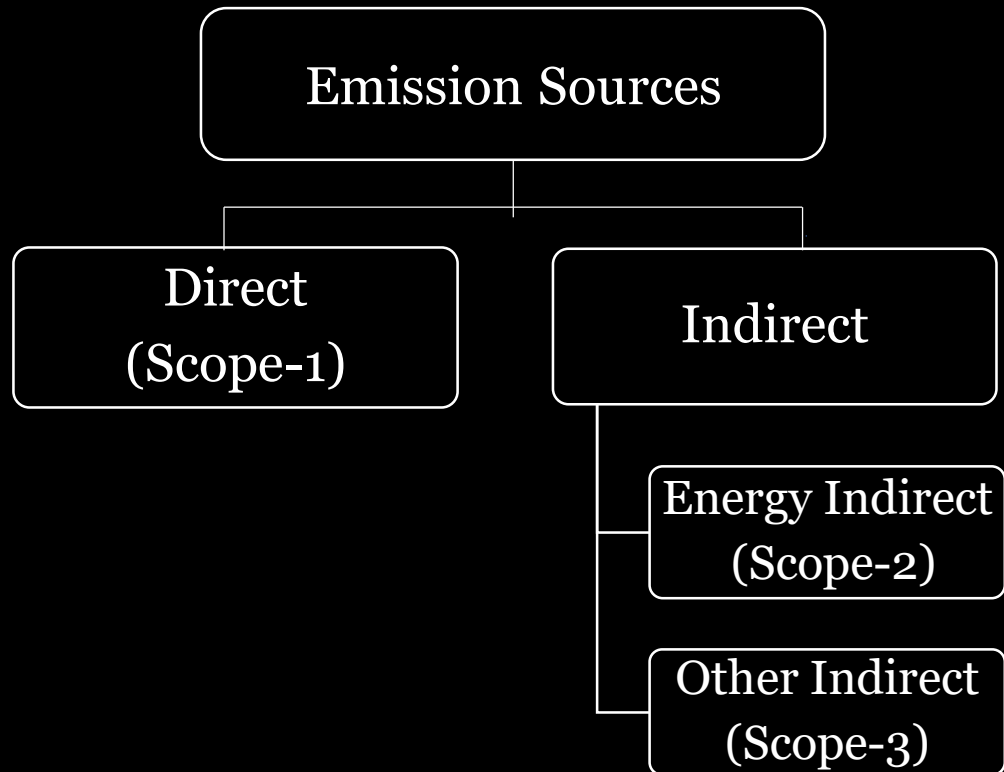 Emission Sources
Direct
(Scope-1)
Indirect
Energy Indirect
(Scope-2)
Other Indirect
(Scope-3)